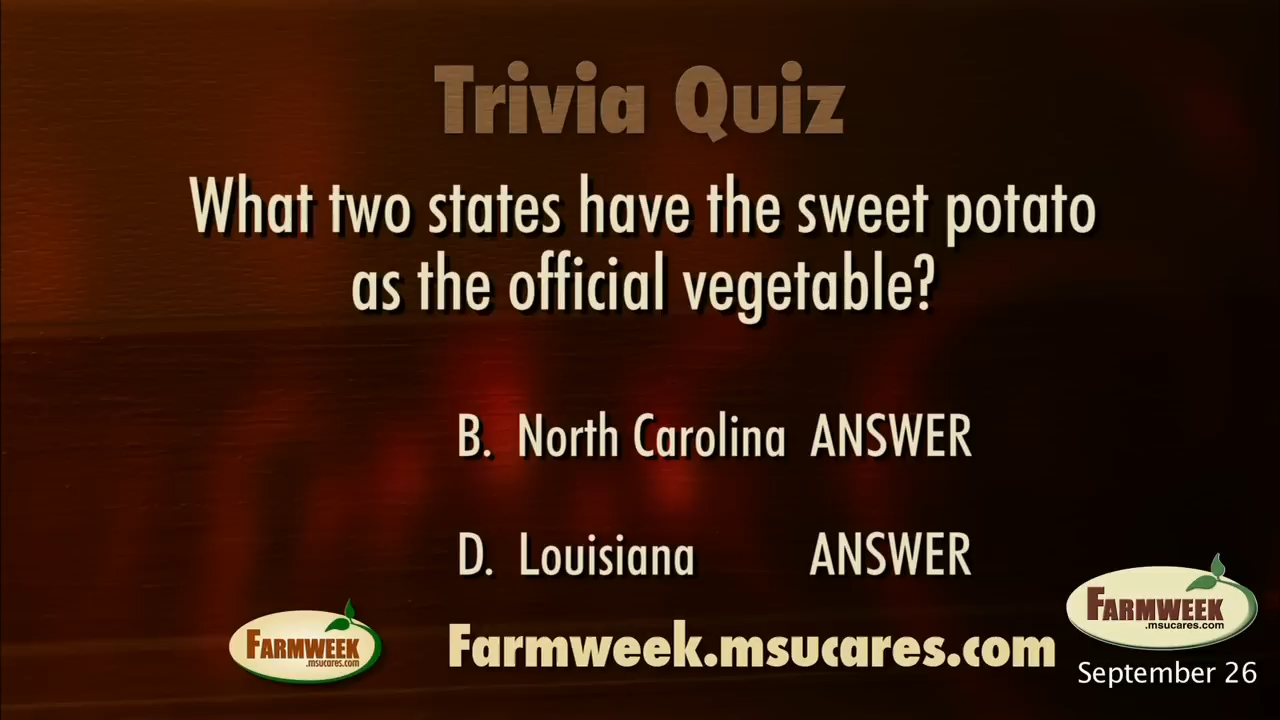 Trivia Quiz
What two states have the sweet potato
as the official vegetable?
B. North Carolina ANSWER
D. Louisiana ANSWER
FARMWEEK
.msucares.com
Farmweek.msucares.com
FARMWEEK
.msucares.com
September 26